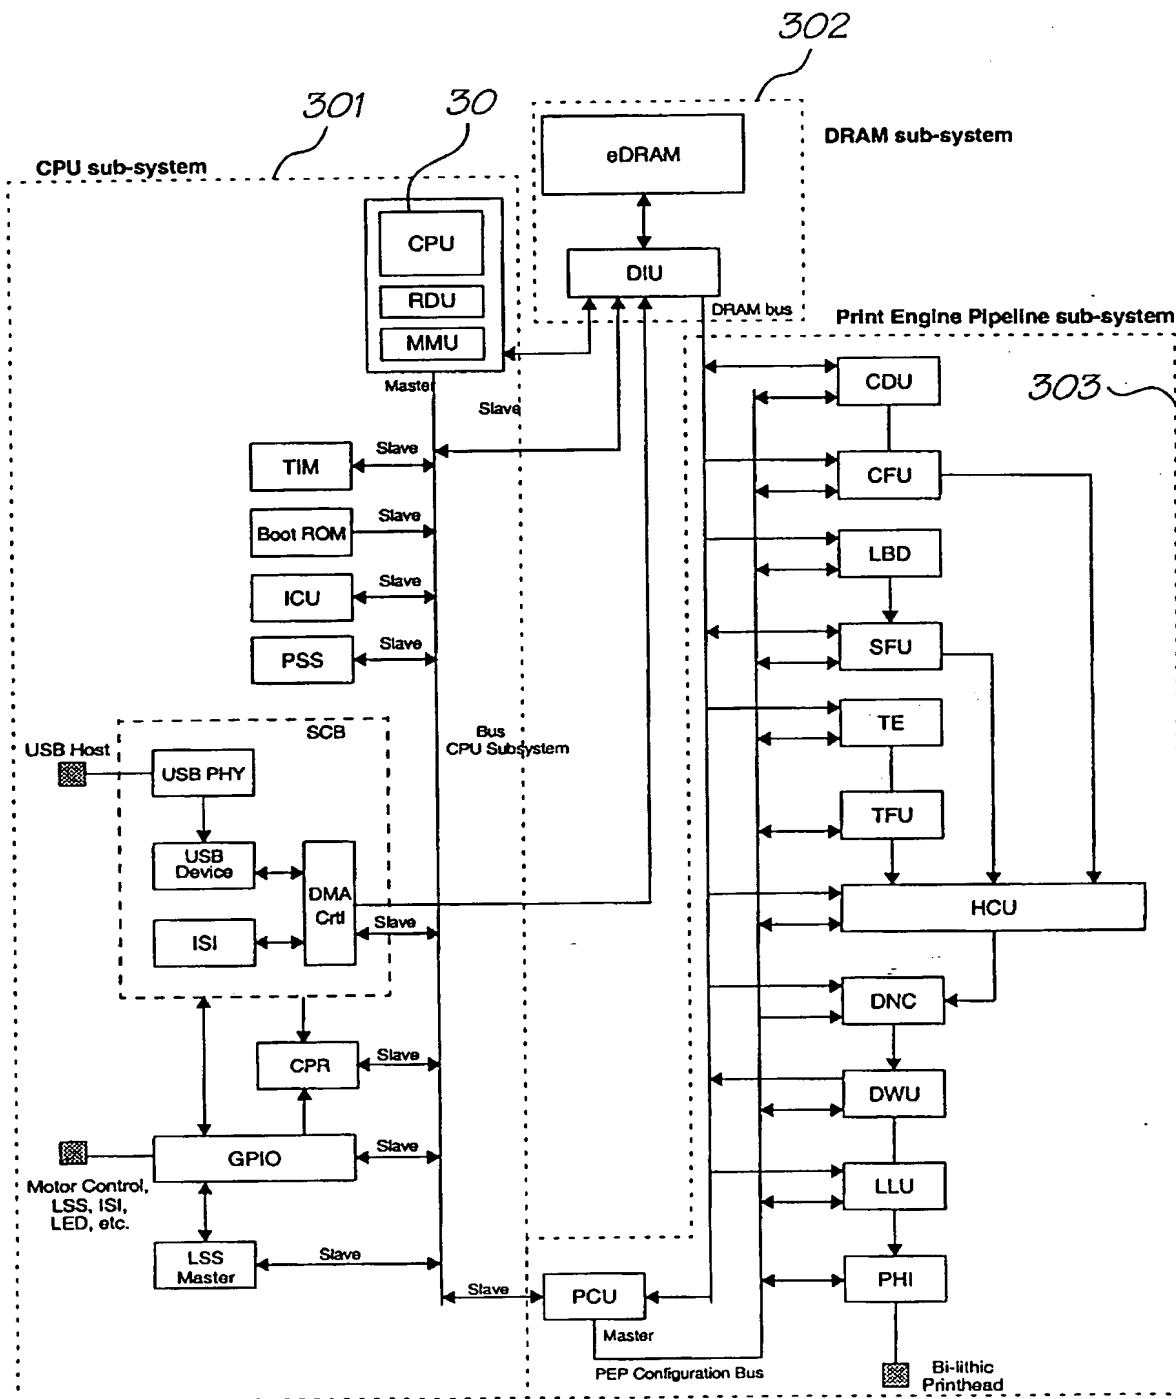 302
301
30
DRAM sub-system
CPU sub-system
eDRAM
CPU
DIU
RDU
DRAM bus
Print Engine Pipeline sub-system
MMU
Master
CDU
303
Slave
Slave
TIM
CFU
Slave
Boot ROM
LBD
Slave
ICU
Slave
PSS
SFU
SCB
TE
USB Host
Bus
CPU Subsystem
USB PHY
TFU
USB
Device
DMA
Crtl
HCU
Slave
ISI
DNC
Slave
CPR
DWU
Slave
GPIO
Motor Control,
LSS, ISI,
LED, etc.
LLU
Slave
LSS
Master
PHI
Slave
PCU
Master
PEP Configuration Bus
Bi-lithic
Printhead